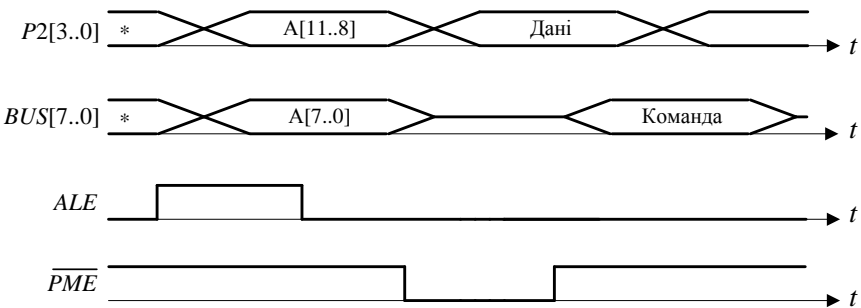 P2[3..0] * A[11..8] Дані t
BUS[7..0] * A[7..0] Команда t
ALE t
PME t